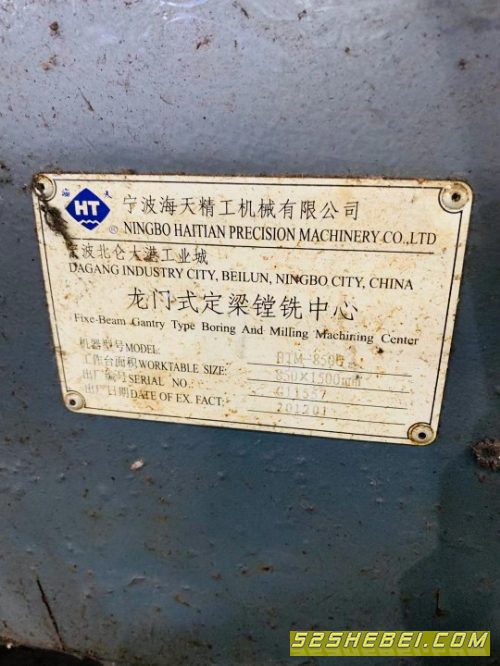 海天
HT
®
宁波海天精工机械有限公司
NINGBO HAITIAN PRECISION MACHINERY CO.,LTD
宁波北仑大港工业城
DAGANG INDUSTRY CITY, BEILUN, NINGBO CITY, CHINA
龙门式定梁镗铣中心
Fixe-Beam Gantry Type Boring And Milling Machining Center
机器型号MODEL:
工作台面积WORKTABLE SIZE: 850×1500mm
出厂编号SERIAL NO.:
出厂日期DATE OF EX. FACT.: 201201
52SHEBEI.COM